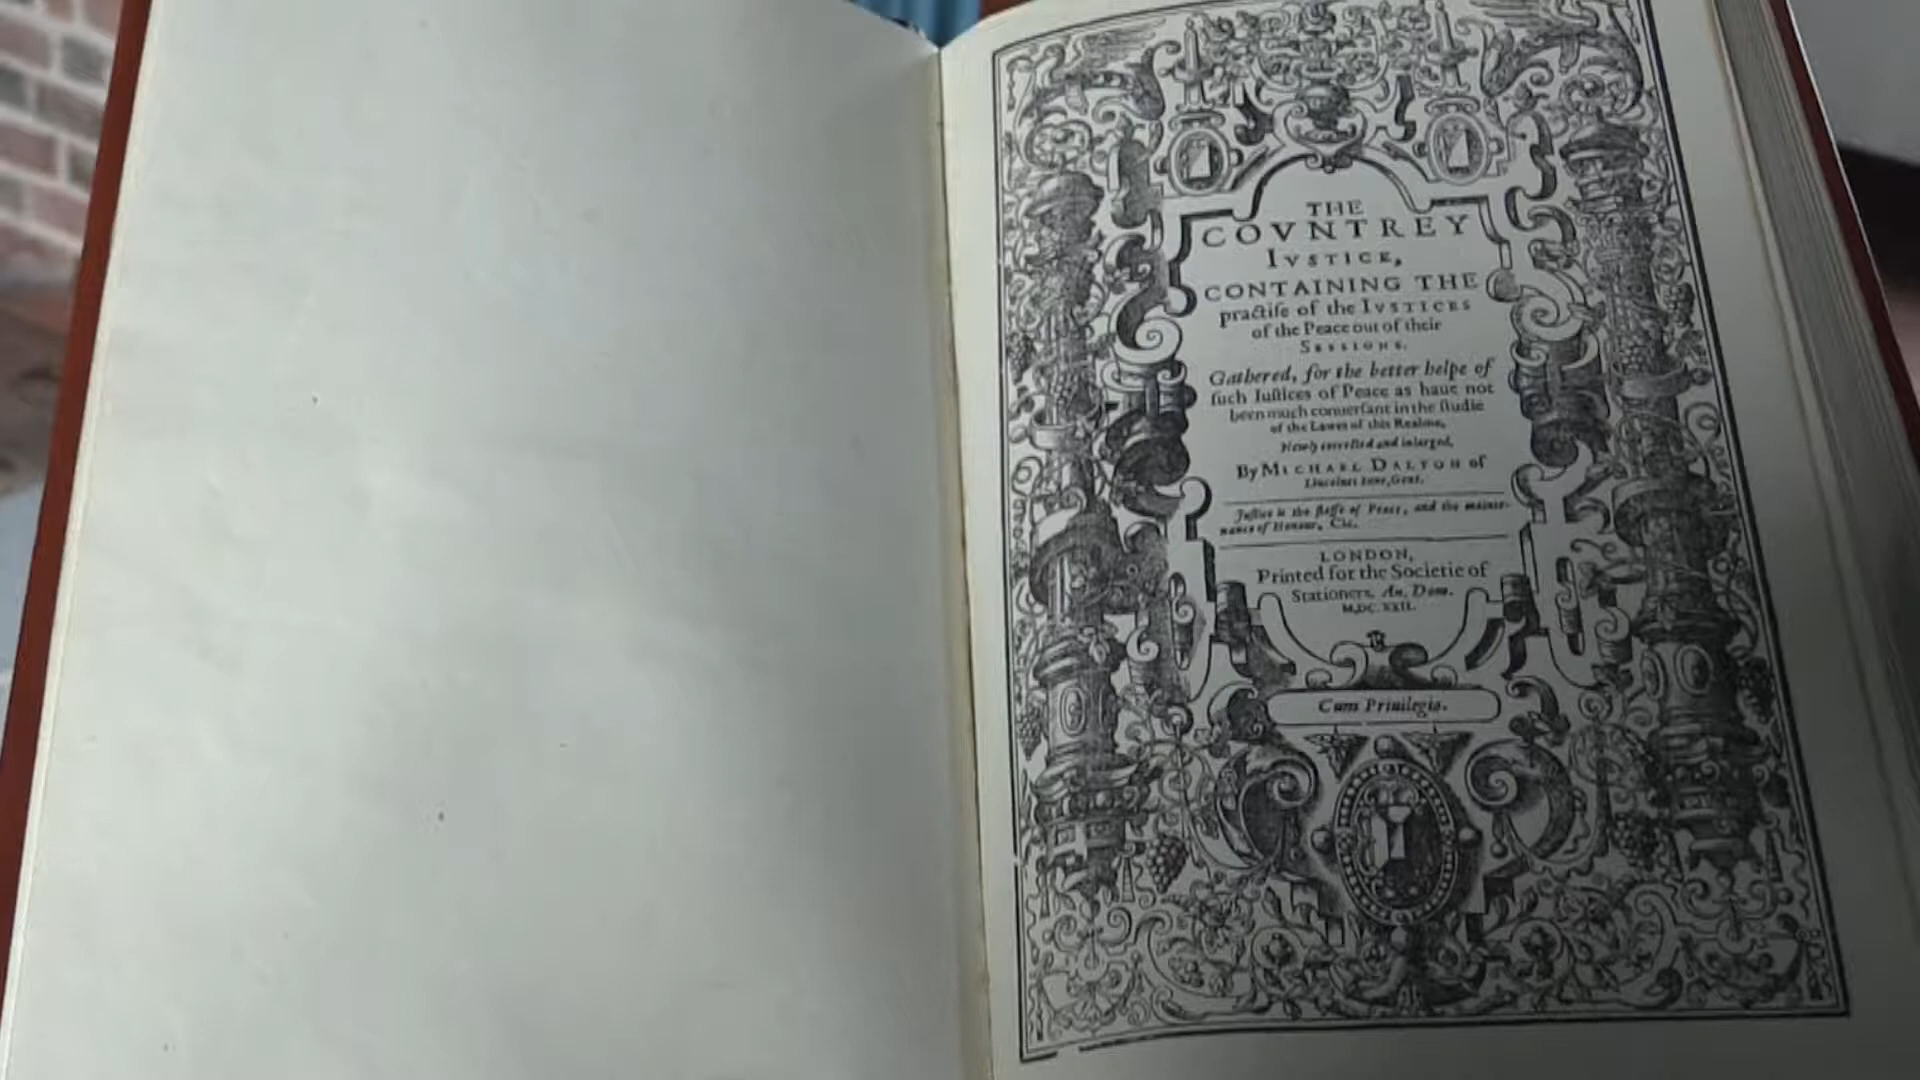 THE
COVNTREY
IVSTICE,
CONTAINING THE
practiſe of the IVSTICES
of the Peace out of their
SESSIONS.
Gathered, for the better helpe of
ſuch Iuſtices of Peace as haue not
been much conuerſant in the ſtudie
of the Lawes of this Realme,
Newly corrected and inlarged,
By MICHAEL DALTON of
Lincolnes Inne, Gent.
Juſtice is the ſtaffe of Peace, and the mainte-
nance of Honour, Cic.
LONDON,
Printed for the Societie of
Stationers, An. Dom.
M.DC.XXII.
Cum Priuilegio.